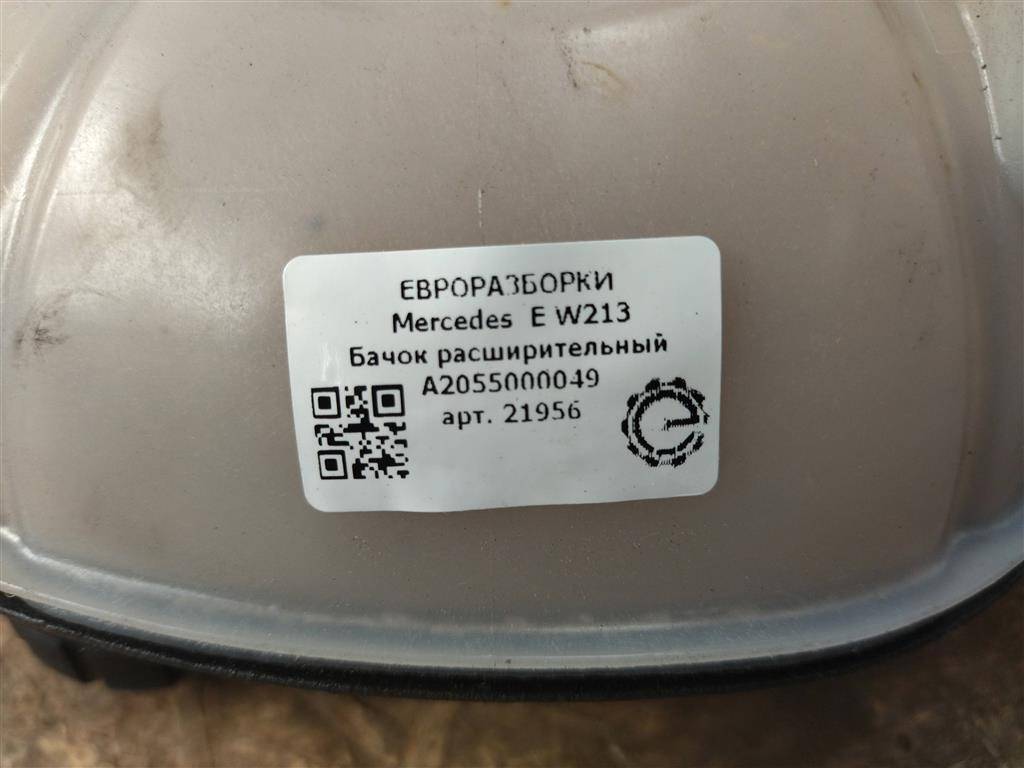 ЕВРОРАЗБОРКИ
Mercedes E W213
Бачок расширительный
A2055000049
арт. 21956